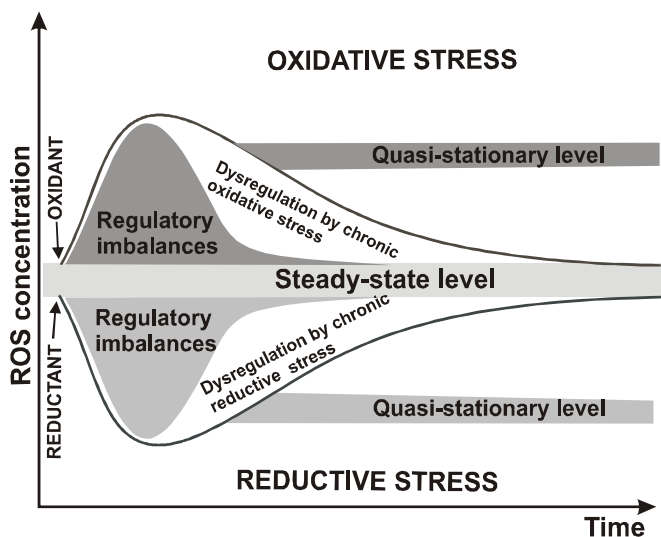 OXIDATIVE STRESS
ROS concentration
OXIDANT
Quasi-stationary level
Dysregulation by chronic
oxidative stress
Regulatory
imbalances
Steady-state level
Regulatory
imbalances
REDUCTANT
Dysregulation by chronic
reductive stress
Quasi-stationary level
REDUCTIVE STRESS
Time